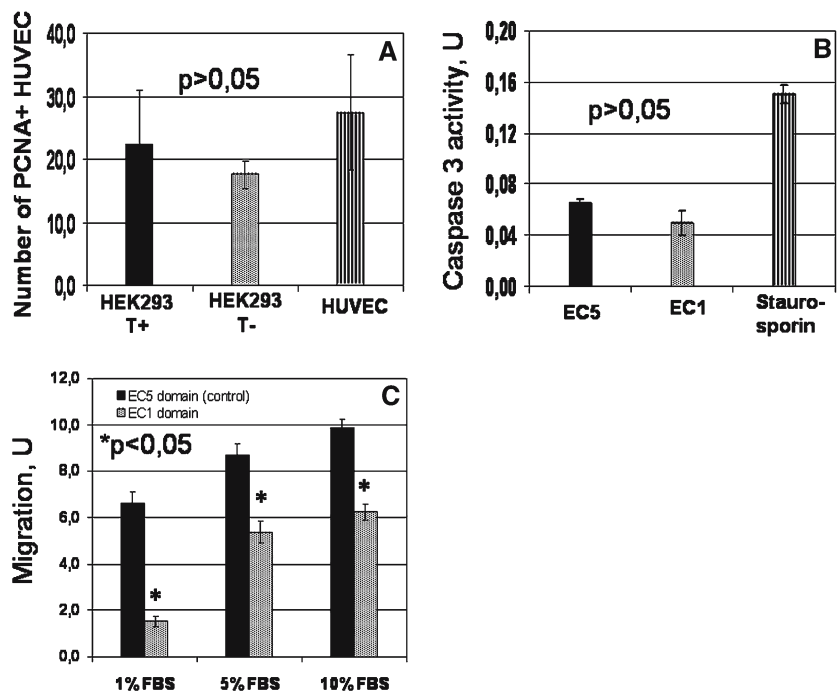 A
Number of PCNA+ HUVEC
40,0
30,0
20,0
10,0
0,0
p>0,05
HEK293 T+
HEK293 T-
HUVEC
B
Caspase 3 activity, U
0,20
0,16
0,12
0,08
0,04
0,00
p>0,05
EC5
EC1
Stauro-
sporin
C
Migration, U
12,0
10,0
8,0
6,0
4,0
2,0
0,0
EC5 domain (control)
EC1 domain
*p<0,05
*
*
*
1% FBS
5% FBS
10% FBS